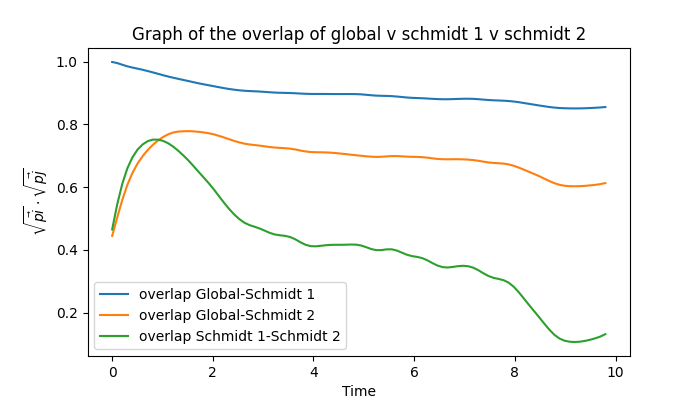 Graph of the overlap of global v schmidt 1 v schmidt 2
1.0
0.8
0.6
0.4
0.2
√p⃗i · √p⃗j
overlap Global-Schmidt 1
overlap Global-Schmidt 2
overlap Schmidt 1-Schmidt 2
0 2 4 6 8 10
Time